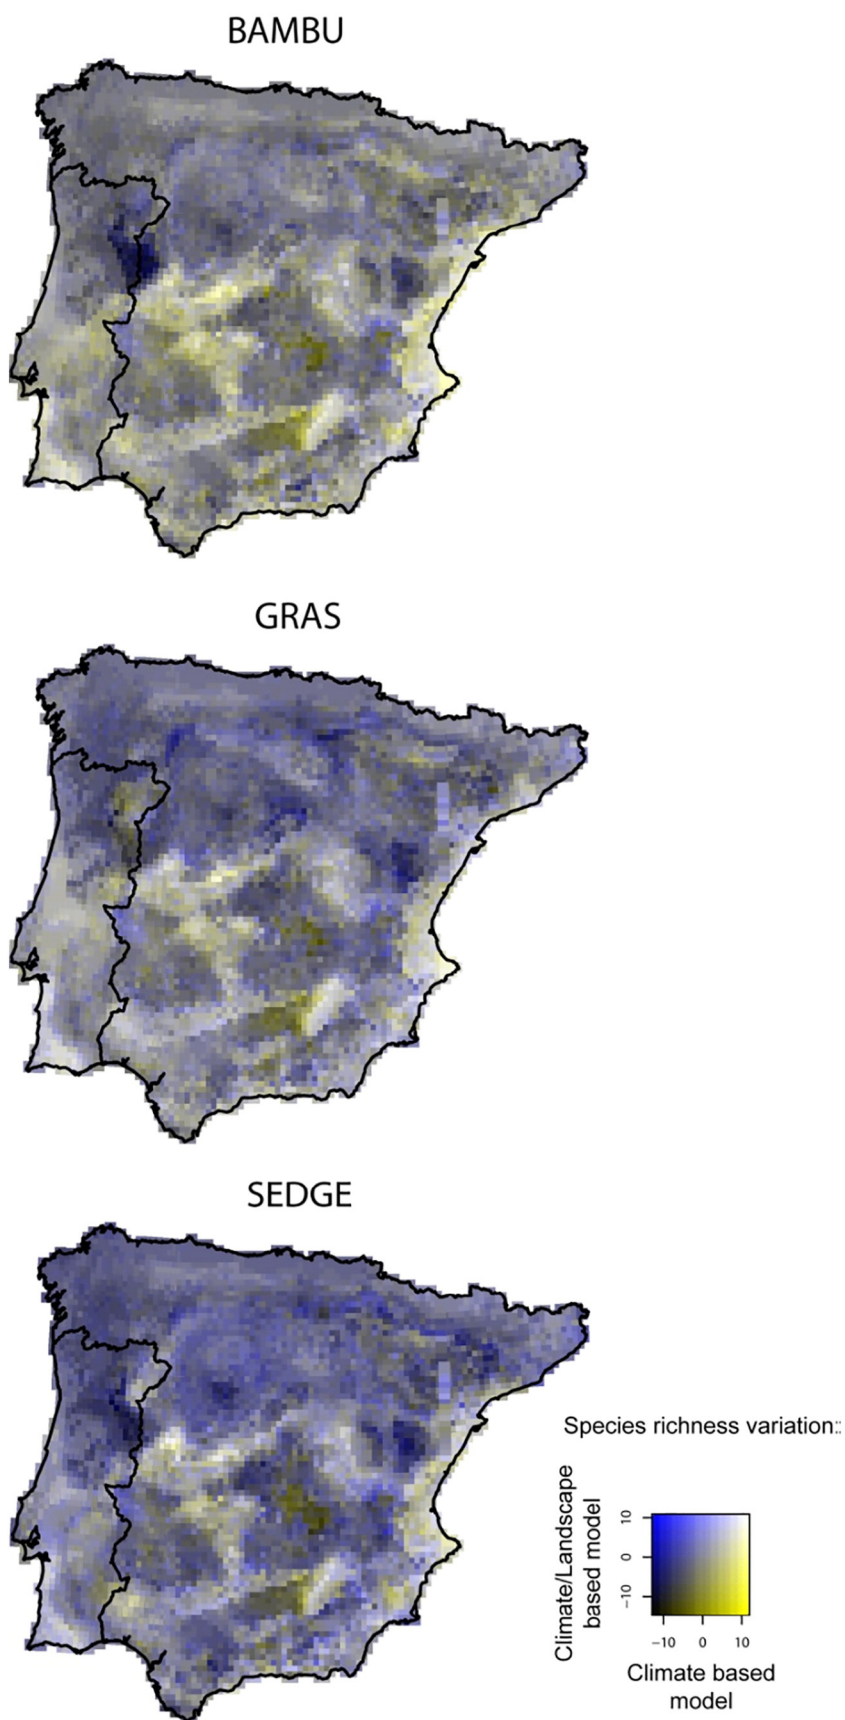 BAMBU
GRAS
SEDGE
Species richness variation::
Climate/Landscape
based model
10
0
−10
−10 0 10
Climate based
model